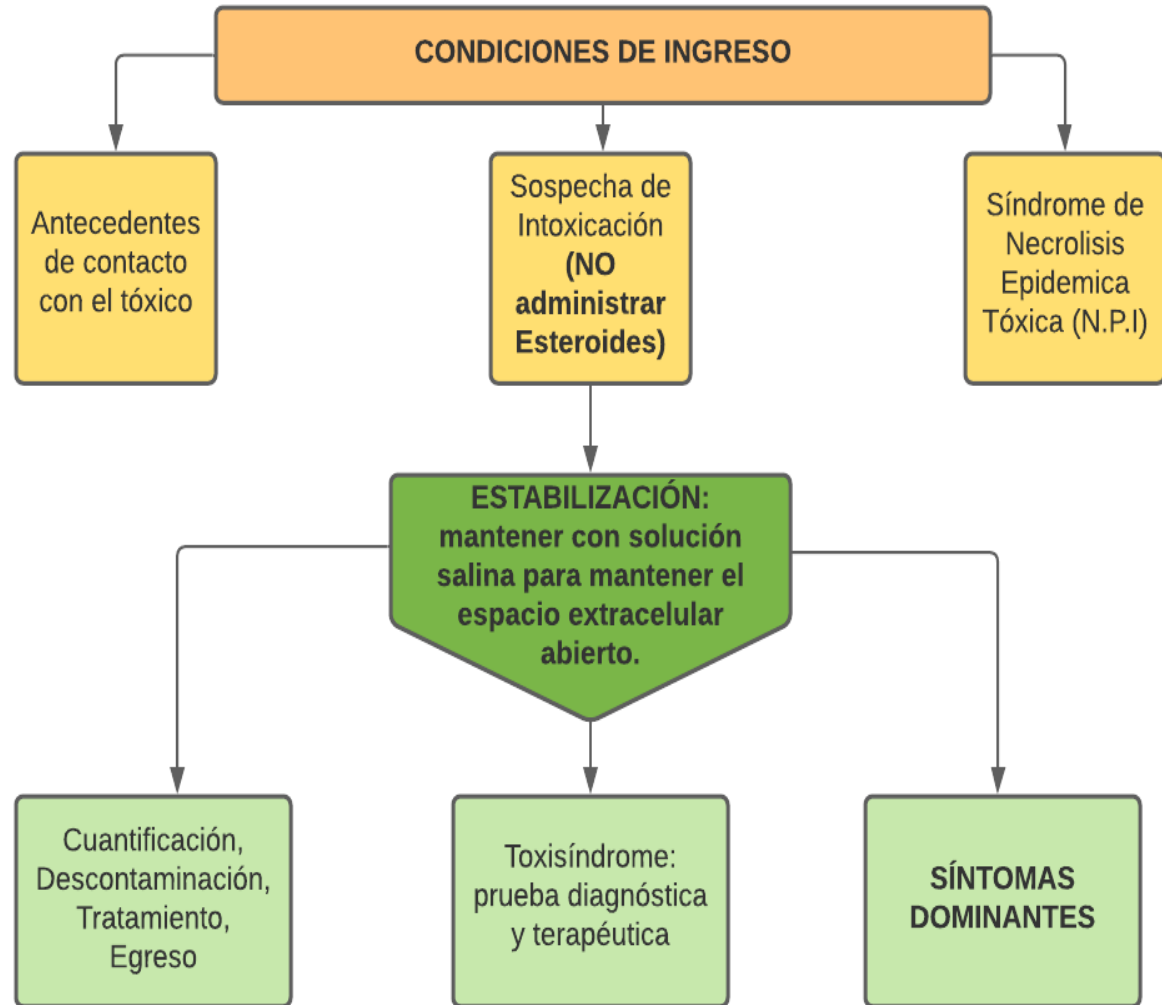 CONDICIONES DE INGRESO
Antecedentes
de contacto
con el tóxico
Sospecha de
Intoxicación
(NO
administrar
Esteroides)
Síndrome de
Necrolisis
Epidemica
Tóxica (N.P.I)
ESTABILIZACIÓN:
mantener con solución
salina para mantener el
espacio extracelular
abierto.
Cuantificación,
Descontaminación,
Tratamiento,
Egreso
Toxisíndrome:
prueba diagnóstica
y terapéutica
SÍNTOMAS
DOMINANTES